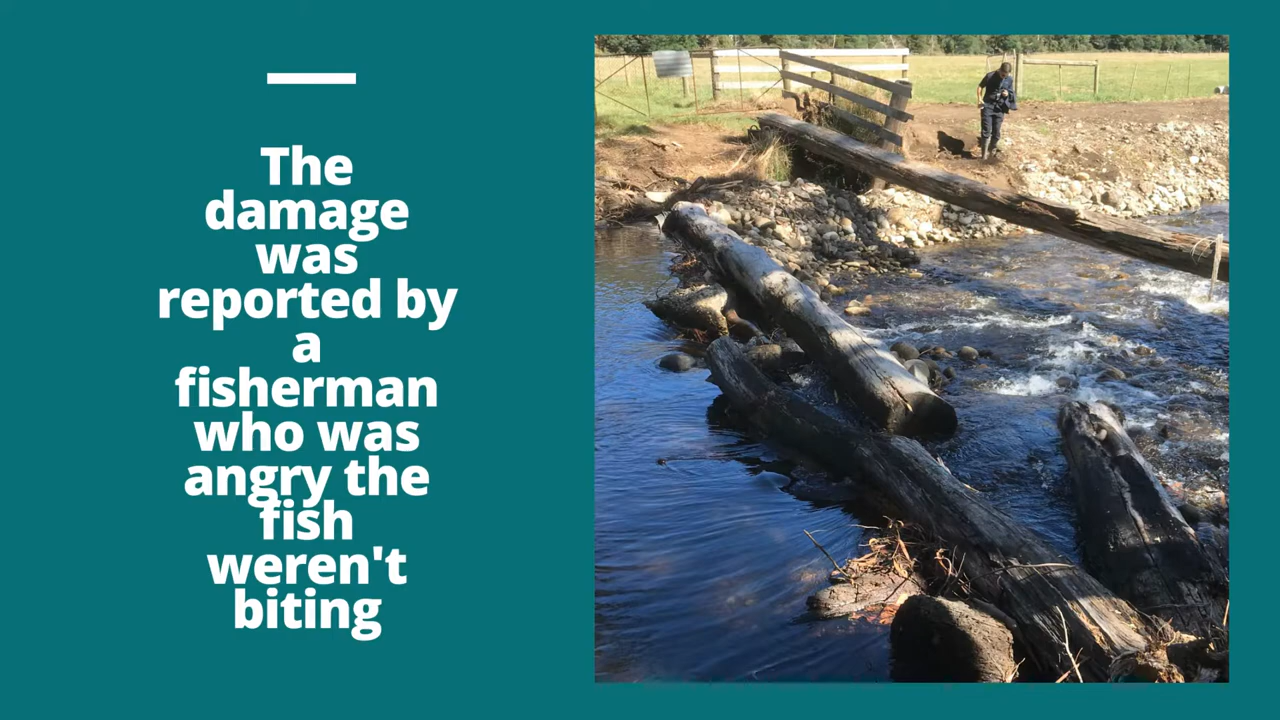 The
damage
was
reported by
a
fisherman
who was
angry the
fish
weren't
biting